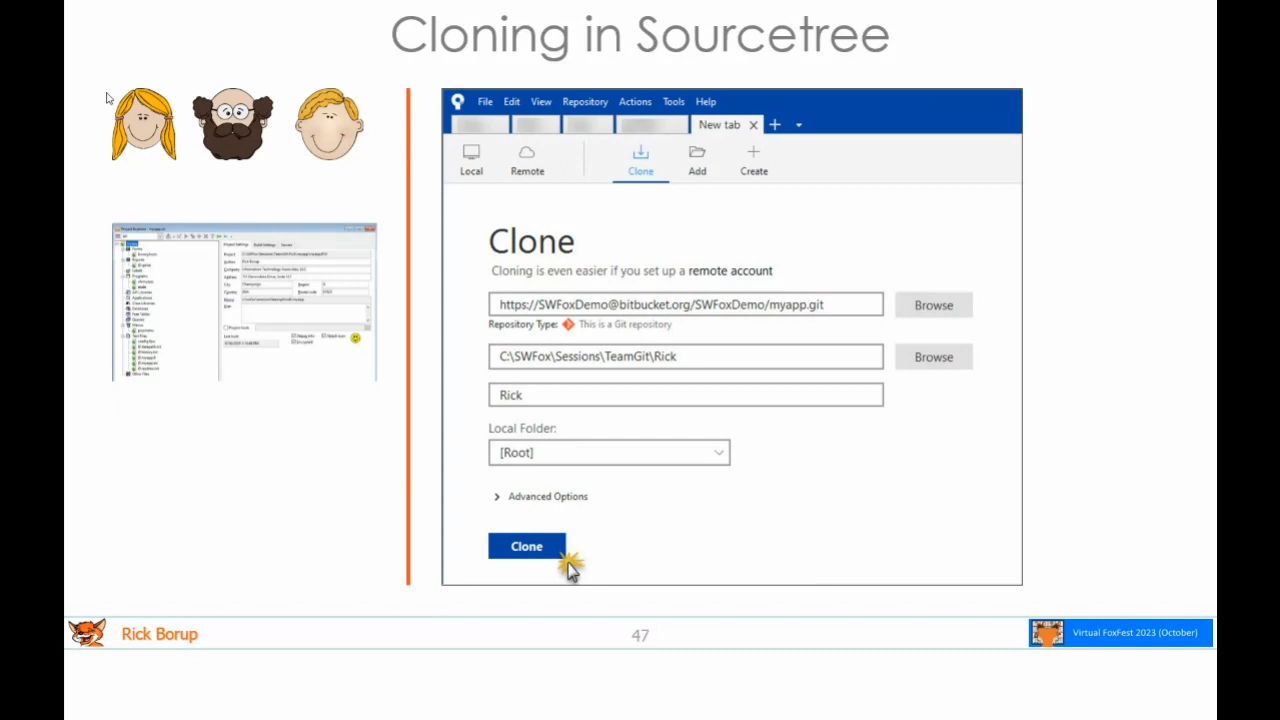 Cloning in Sourcetree
File Edit View Repository Actions Tools Help
New tab
Local Remote Clone Add Create
Clone
Cloning is even easier if you set up a remote account
https://SWFoxDemo@bitbucket.org/SWFoxDemo/myapp.git Browse
Repository Type: This is a Git repository
C:\SWFox\Sessions\TeamGit\Rick Browse
Rick
Local Folder:
[Root]
Advanced Options
Clone
Rick Borup
47
Virtual FoxFest 2023 (October)